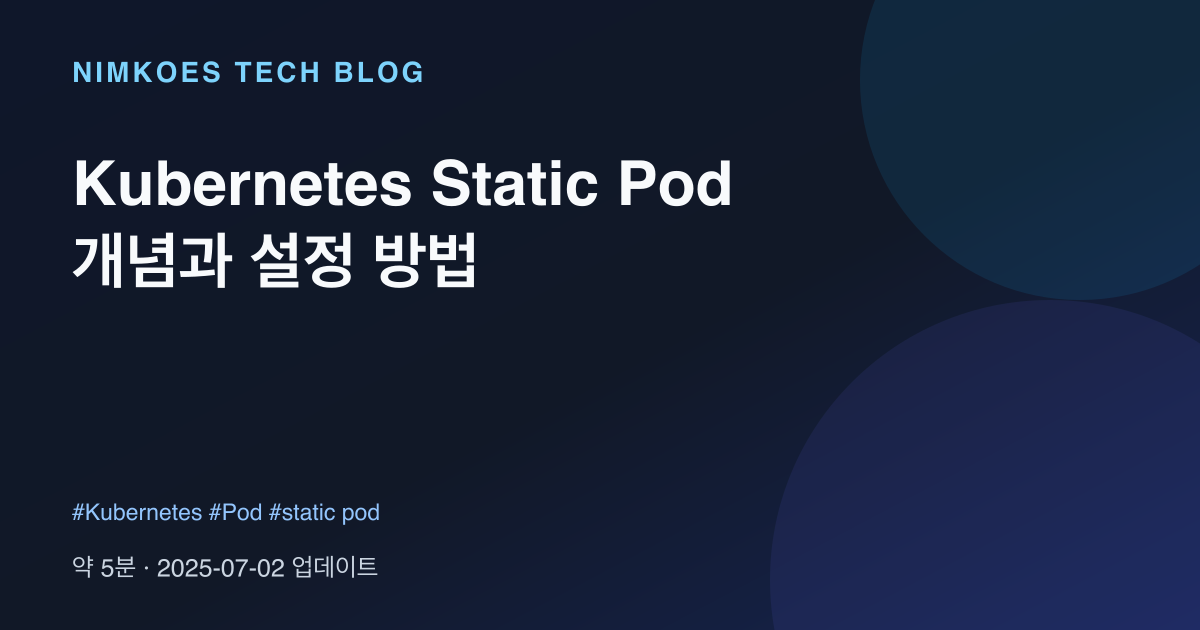 NIMKOES TECH BLOG
Kubernetes Static Pod
개념과 설정 방법
#Kubernetes #Pod #static pod
약 5분 · 2025-07-02 업데이트